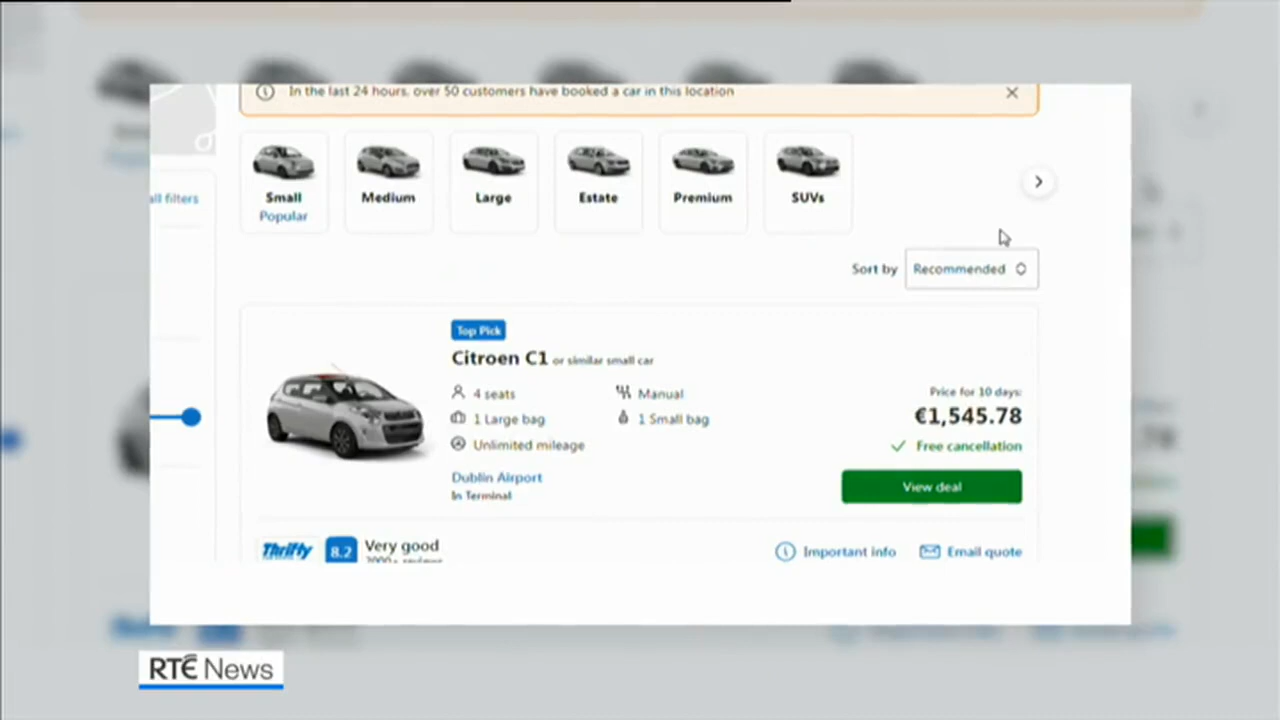 In the last 24 hours, over 50 customers have booked a car in this location
Small
Popular
Medium
Large
Estate
Premium
SUVs
all filters
Sort by
Recommended
Top Pick
Citroen C1 or similar small car
4 seats
Manual
1 Large bag
1 Small bag
Unlimited mileage
Dublin Airport
In Terminal
Price for 10 days:
€1,545.78
Free cancellation
View deal
Thrifty
8.2
Very good
Important info
Email quote
RTÉ News